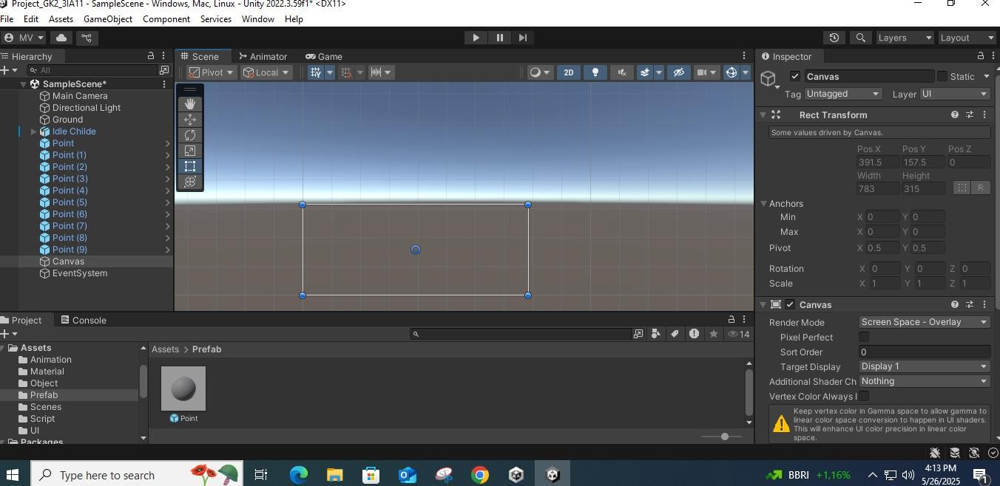 Project_GK2_3IA11 - SampleScene - Windows, Mac, Linux - Unity 2022.3.59f1* <DX11>
File Edit Assets GameObject Component Services Window Help
MV Layers Layout
Hierarchy
All
SampleScene*
Main Camera
Directional Light
Ground
Idle Childe
Point
Point (1)
Point (2)
Point (3)
Point (4)
Point (5)
Point (6)
Point (7)
Point (8)
Point (9)
Canvas
EventSystem
Scene Animator Game
Pivot Local 2D
Inspector
Canvas Static
Tag Untagged Layer UI
Rect Transform
Some values driven by Canvas.
Pos X Pos Y Pos Z
391.5 157.5 0
Width Height
783 315 R
Anchors
Min X 0 Y 0
Max X 0 Y 0
Pivot X 0.5 Y 0.5
Rotation X 0 Y 0 Z 0
Scale X 1 Y 1 Z 1
Canvas
Render Mode Screen Space - Overlay
Pixel Perfect
Sort Order 0
Target Display Display 1
Additional Shader Ch Nothing
Vertex Color Always I
Keep vertex color in Gamma space to allow gamma to
linear color space conversion to happen in UI shaders.
This will enhance UI color precision in linear color
space.
Project Console
14
Assets
Animation
Material
Object
Prefab
Scenes
Script
UI
Packages
Assets > Prefab
Point
Type here to search
BBRI +1,16%
4:13 PM
5/26/2025
1